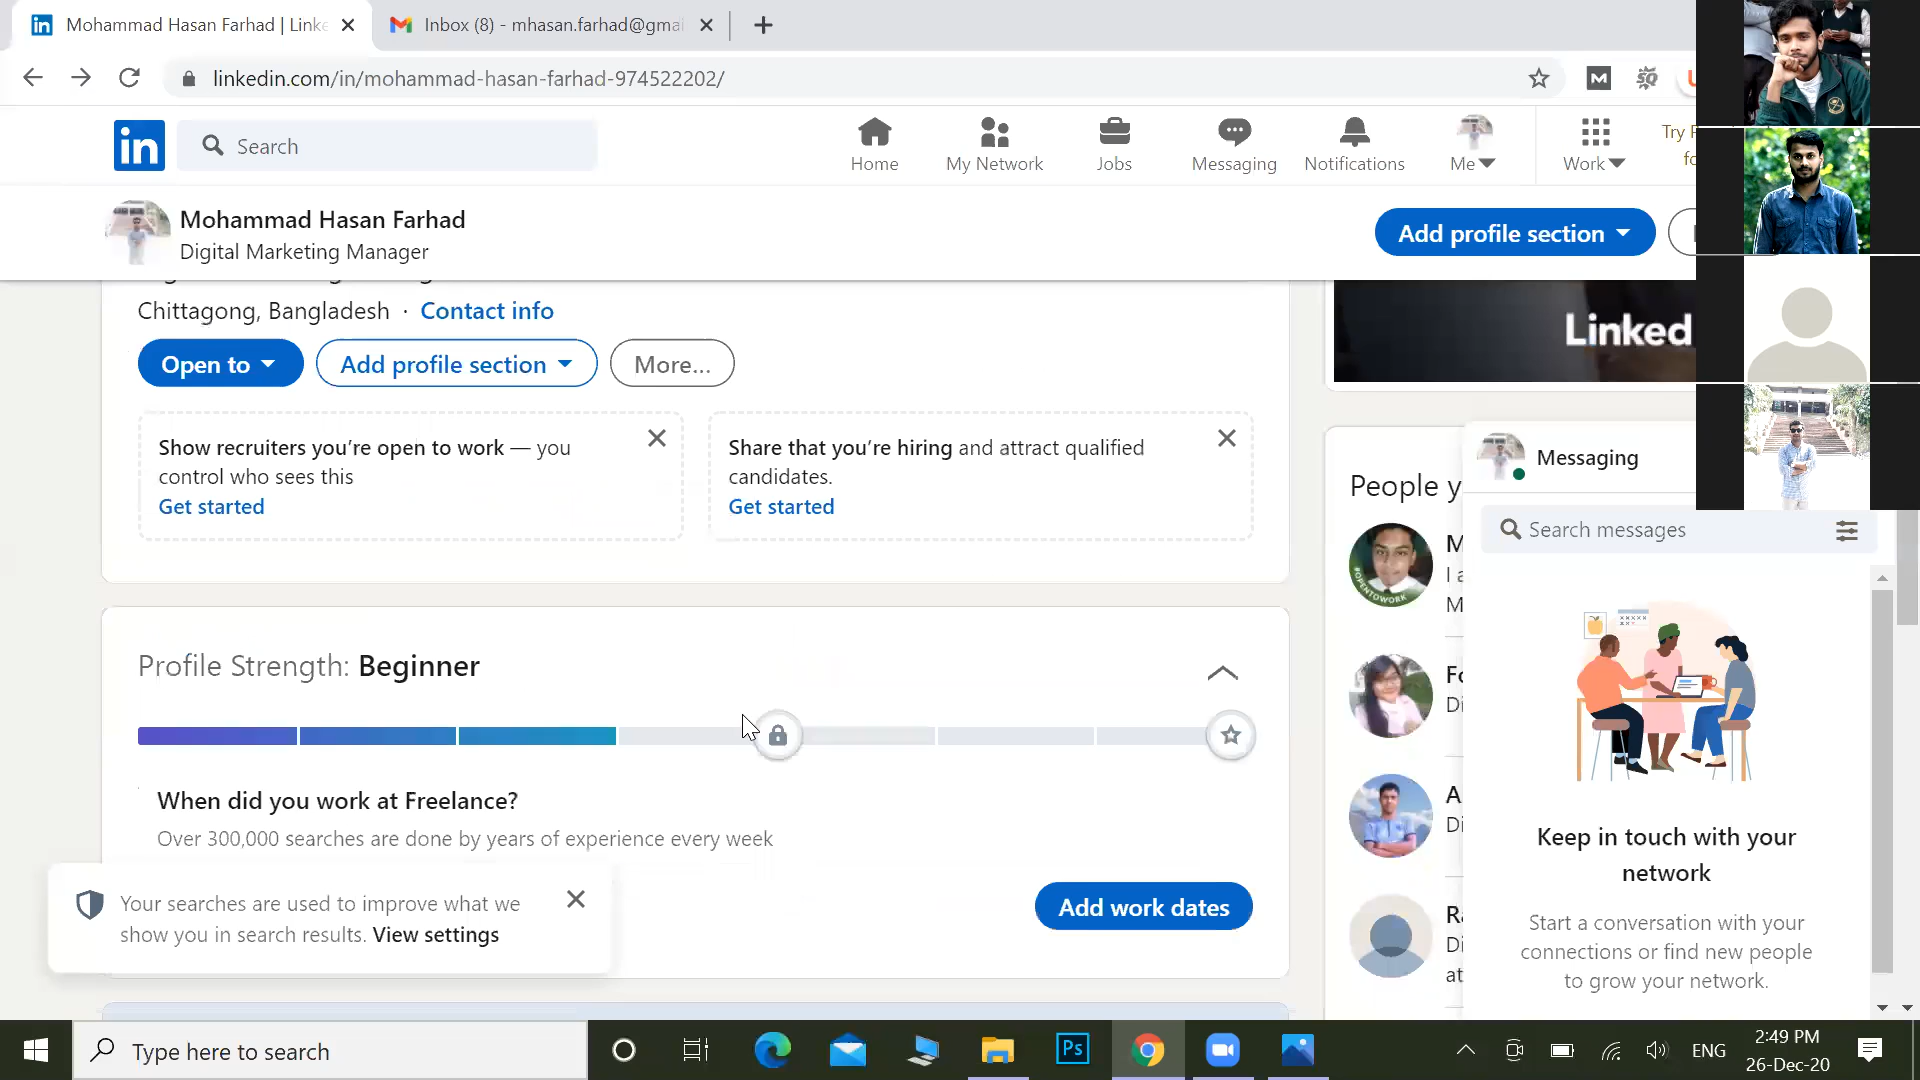 Mohammad Hasan Farhad | Linke
Inbox (8) - mhasan.farhad@gmai
linkedin.com/in/mohammad-hasan-farhad-974522202/
in
Search
Home
My Network
Jobs
Messaging
Notifications
Me
Work
Try
fo
Mohammad Hasan Farhad
Digital Marketing Manager
Add profile section
Chittagong, Bangladesh · Contact info
Open to
Add profile section
More...
Linked
Show recruiters you're open to work — you
control who sees this
Get started
Share that you're hiring and attract qualified
candidates.
Get started
People y
#OPENTOWORK
Messaging
Search messages
Profile Strength: Beginner
When did you work at Freelance?
Over 300,000 searches are done by years of experience every week
Add work dates
Your searches are used to improve what we
show you in search results. View settings
Keep in touch with your
network
Start a conversation with your
connections or find new people
to grow your network.
Type here to search
Ps
ENG
2:49 PM
26-Dec-20